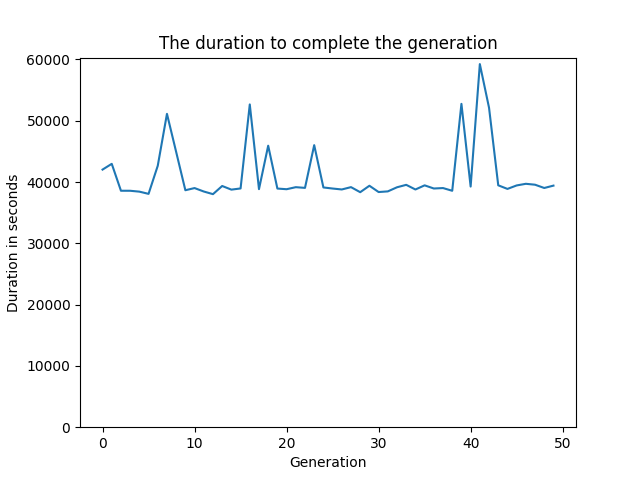 The duration to complete the generation
60000
50000
40000
30000
20000
10000
0
Duration in seconds
0 10 20 30 40 50
Generation